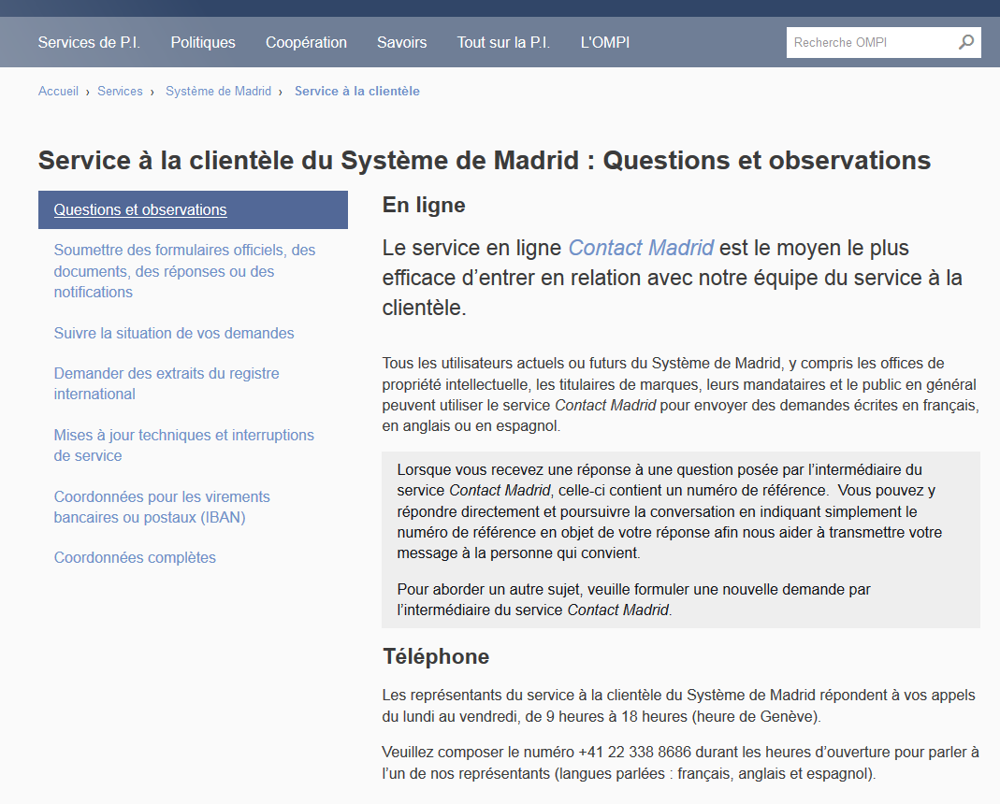 Services de P.I. Politiques Coopération Savoirs Tout sur la P.I. L'OMPI Recherche OMPI
Accueil › Services › Système de Madrid › Service à la clientèle
Service à la clientèle du Système de Madrid : Questions et observations
Questions et observations
Soumettre des formulaires officiels, des
documents, des réponses ou des
notifications
Suivre la situation de vos demandes
Demander des extraits du registre
international
Mises à jour techniques et interruptions
de service
Coordonnées pour les virements
bancaires ou postaux (IBAN)
Coordonnées complètes
En ligne
Le service en ligne Contact Madrid est le moyen le plus
efficace d’entrer en relation avec notre équipe du service à la
clientèle.
Tous les utilisateurs actuels ou futurs du Système de Madrid, y compris les offices de
propriété intellectuelle, les titulaires de marques, leurs mandataires et le public en général
peuvent utiliser le service Contact Madrid pour envoyer des demandes écrites en français,
en anglais ou en espagnol.
Lorsque vous recevez une réponse à une question posée par l’intermédiaire du
service Contact Madrid, celle-ci contient un numéro de référence.  Vous pouvez y
répondre directement et poursuivre la conversation en indiquant simplement le
numéro de référence en objet de votre réponse afin nous aider à transmettre votre
message à la personne qui convient.
Pour aborder un autre sujet, veuille formuler une nouvelle demande par
l’intermédiaire du service Contact Madrid.
Téléphone
Les représentants du service à la clientèle du Système de Madrid répondent à vos appels
du lundi au vendredi, de 9 heures à 18 heures (heure de Genève).
Veuillez composer le numéro +41 22 338 8686 durant les heures d’ouverture pour parler à
l’un de nos représentants (langues parlées : français, anglais et espagnol).